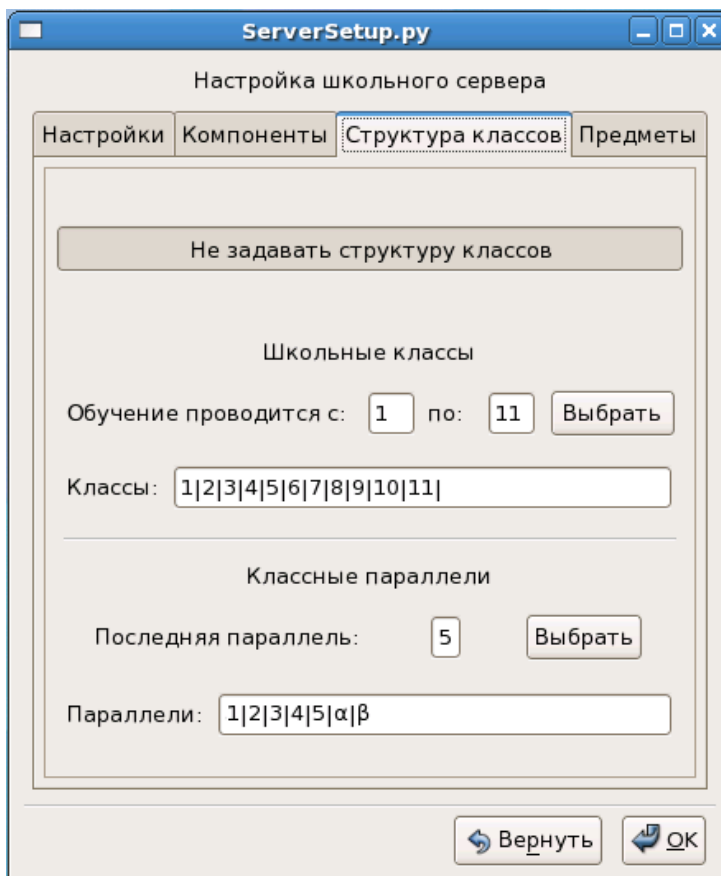 ServerSetup.py
Настройка школьного сервера
Настройки Компоненты Структура классов Предметы
Не задавать структуру классов
Школьные классы
Обучение проводится с: 1 по: 11 Выбрать
Классы: 1|2|3|4|5|6|7|8|9|10|11|
Классные параллели
Последняя параллель: 5 Выбрать
Параллели: 1|2|3|4|5|α|β
Вернуть OK